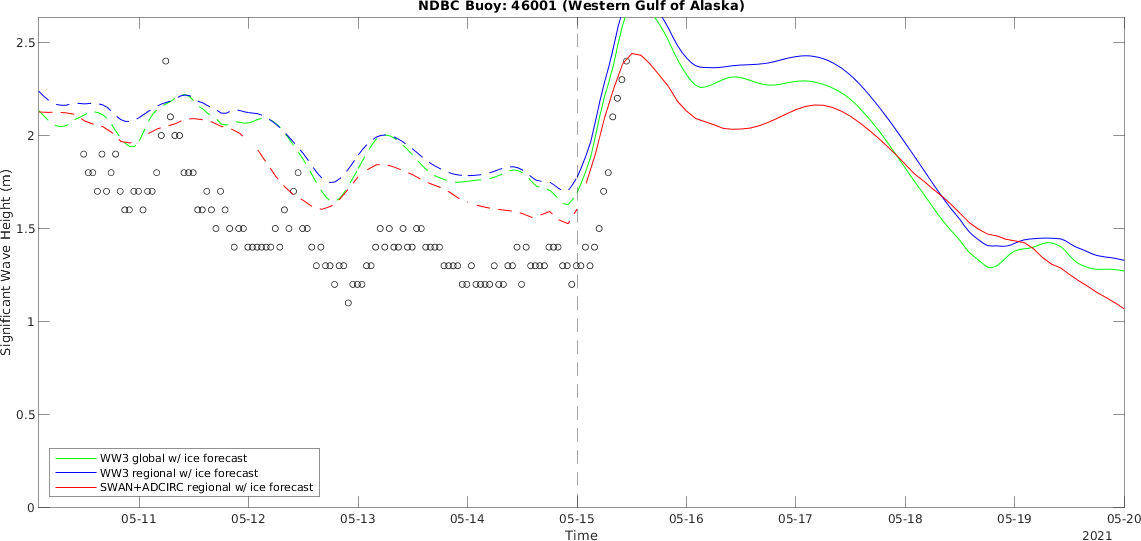 NDBC Buoy: 46001 (Western Gulf of Alaska)
Significant Wave Height (m)
2.5
2
1.5
1
0.5
0
WW3 global w/ ice forecast
WW3 regional w/ ice forecast
SWAN+ADCIRC regional w/ ice forecast
05-11 05-12 05-13 05-14 05-15 05-16 05-17 05-18 05-19 05-20
Time
2021